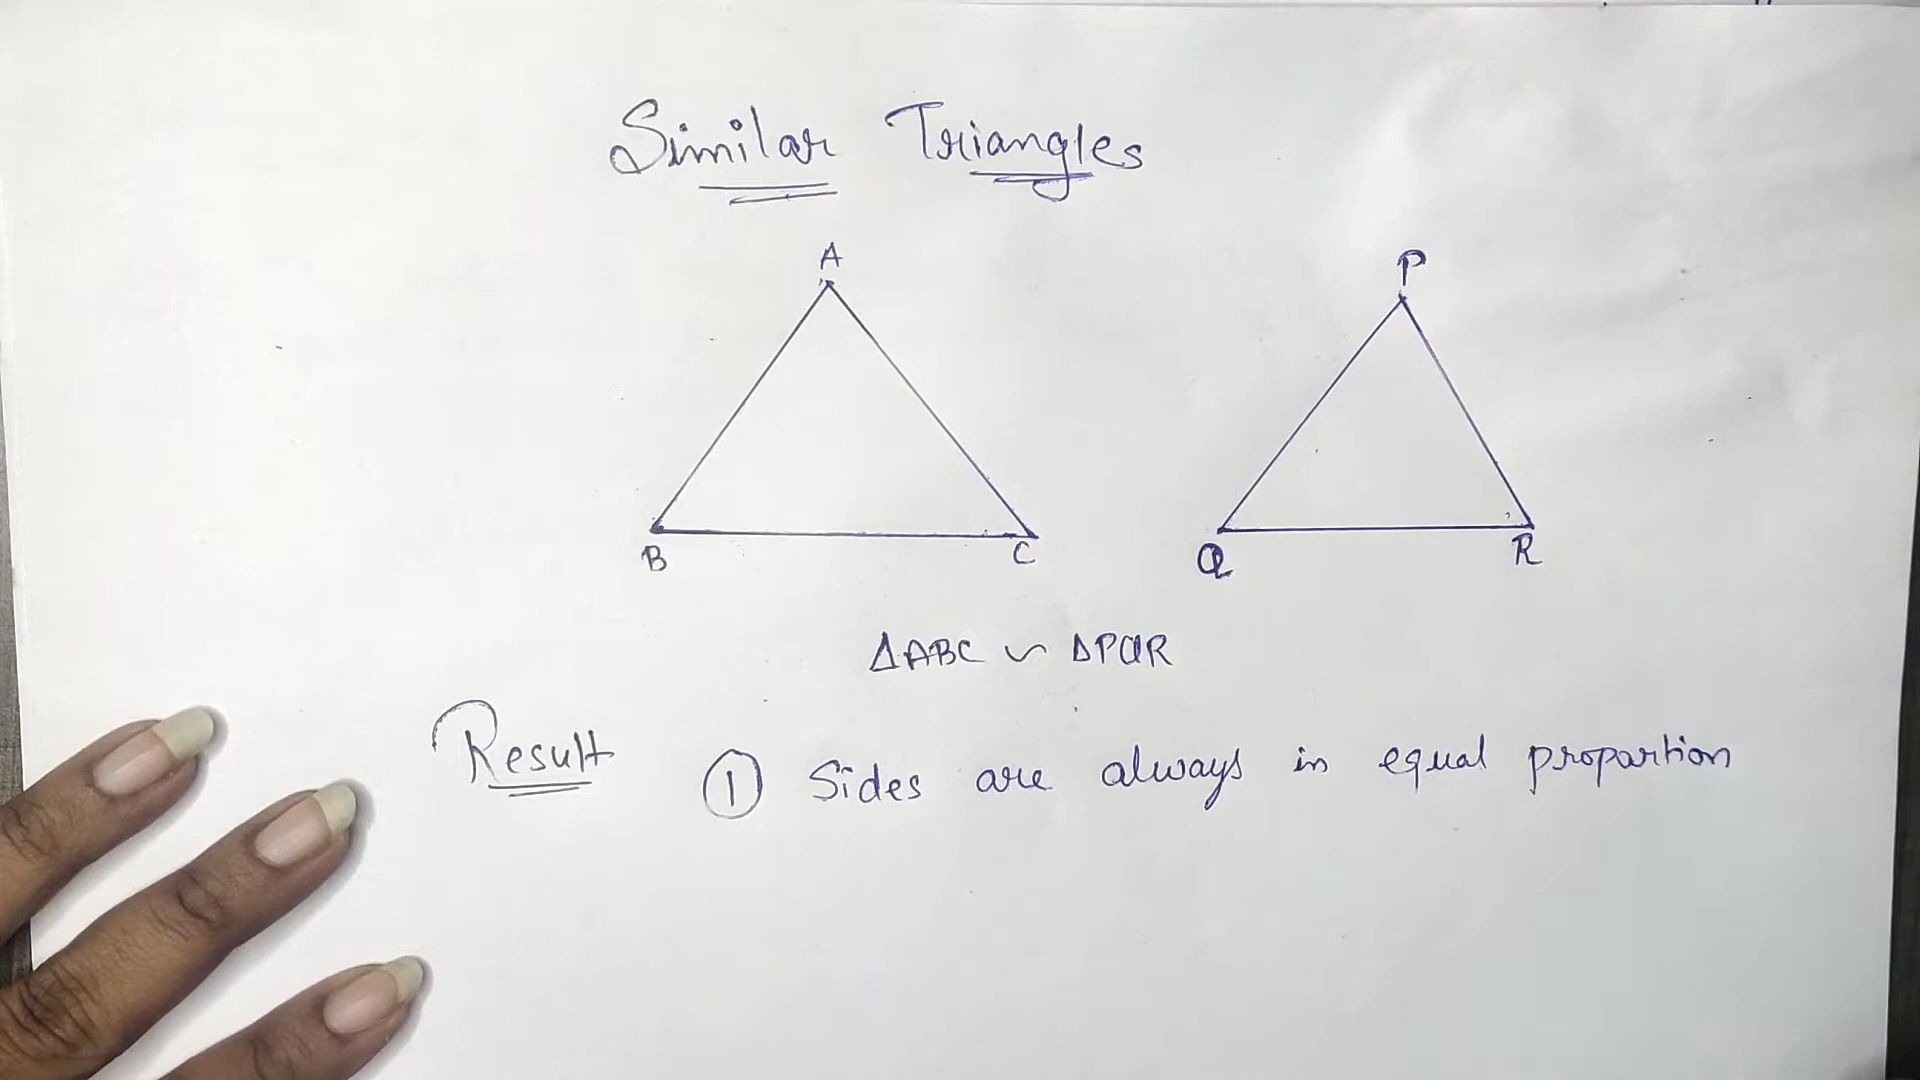 Similar Triangles
A
P
B
C
Q
R
ΔABC ∽ ΔPQR
Result ① Sides are always in equal proportion